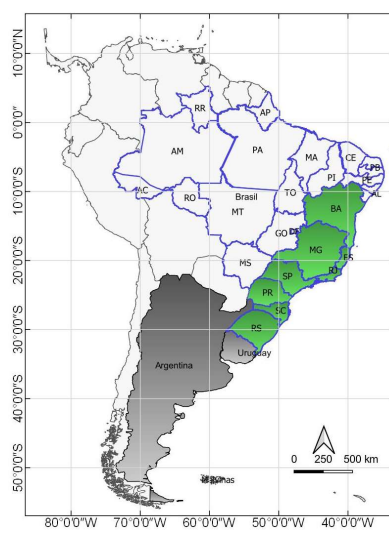 10°0'0"N
0°0'0"
10°0'0"S
20°0'0"S
30°0'0"S
40°0'0"S
50°0'0"S
RR
AP
AM
PA
MA
CE
PI
AC
RO
TO
AL
Brasil
MT
BA
GO
MG
ES
MS
SP
RJ
PR
SC
RS
Argentina
Uruguay
0 250 500 km
80°0'0"W 70°0'0"W 60°0'0"W 50°0'0"W 40°0'0"W